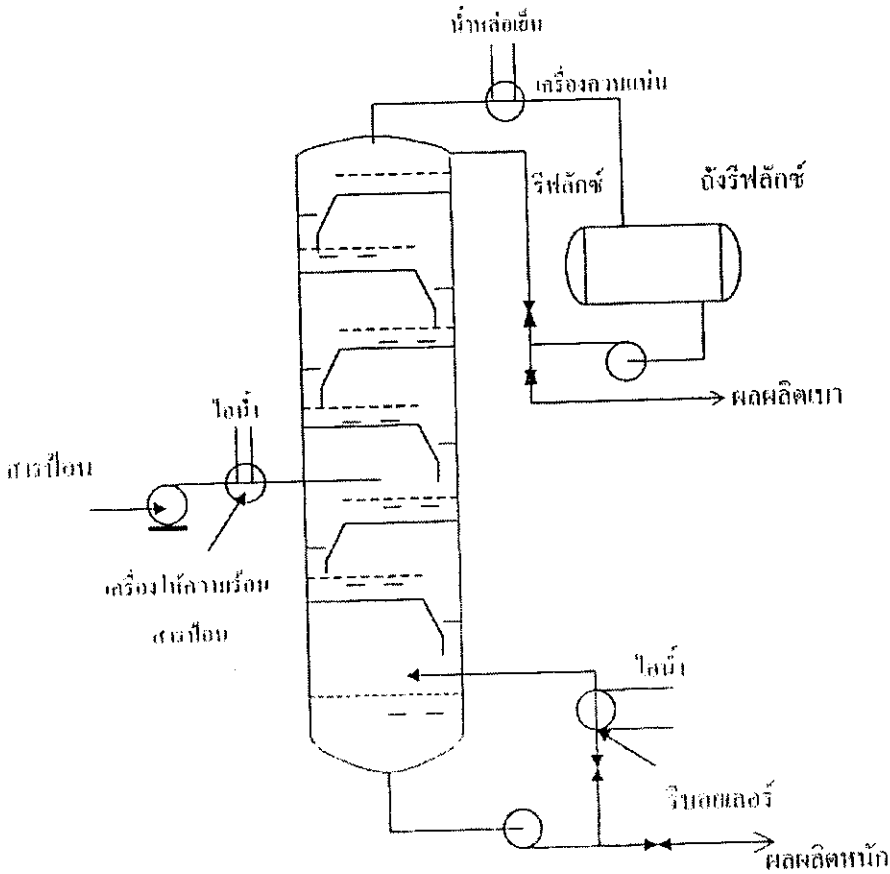 น้ำหล่อเย็น
เครื่องควบแน่น
รีฟลักซ์
ถังรีฟลักซ์
ผลผลิตเบา
ไอน้ำ
สารป้อน
เครื่องให้ความร้อน
สารป้อน
ไอน้ำ
รีบอยเลอร์
ผลผลิตหนัก